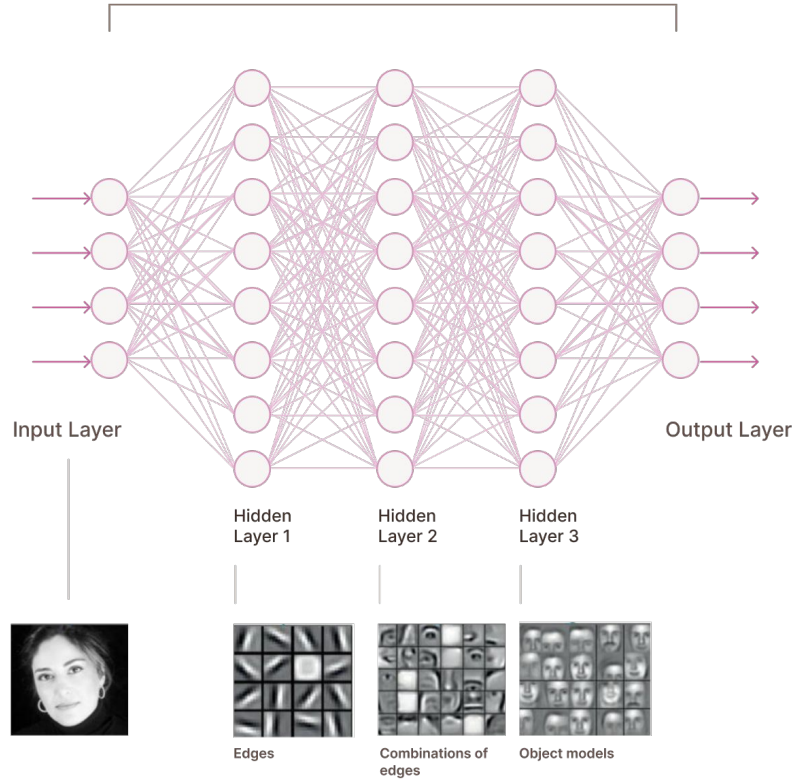 Input Layer
Output Layer
Hidden
Layer 1
Hidden
Layer 2
Hidden
Layer 3
Edges
Combinations of
edges
Object models